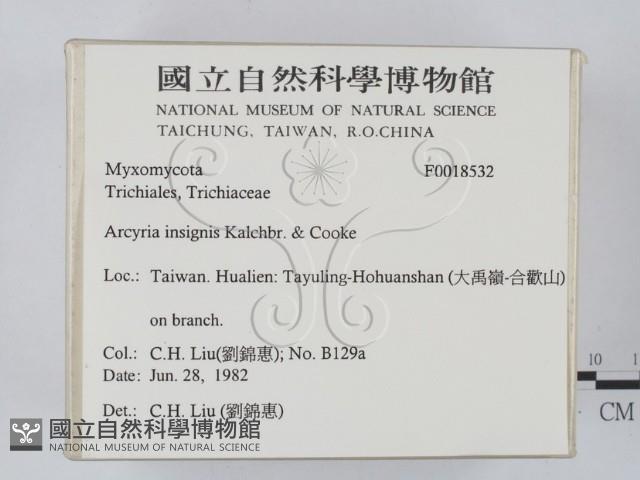 國立自然科學博物館
NATIONAL MUSEUM OF NATURAL SCIENCE
TAICHUNG, TAIWAN, R.O.CHINA
Myxomycota F0018532
Trichiales, Trichiaceae
Arcyria insignis Kalchbr. & Cooke
Loc.: Taiwan. Hualien: Tayuling-Hohuanshan (大禹嶺-合歡山)
on branch.
Col.: C.H. Liu(劉錦惠); No. B129a
Date: Jun. 28, 1982
Det.: C.H. Liu (劉錦惠)
國立自然科學博物館
NATIONAL MUSEUM OF NATURAL SCIENCE
10
CM